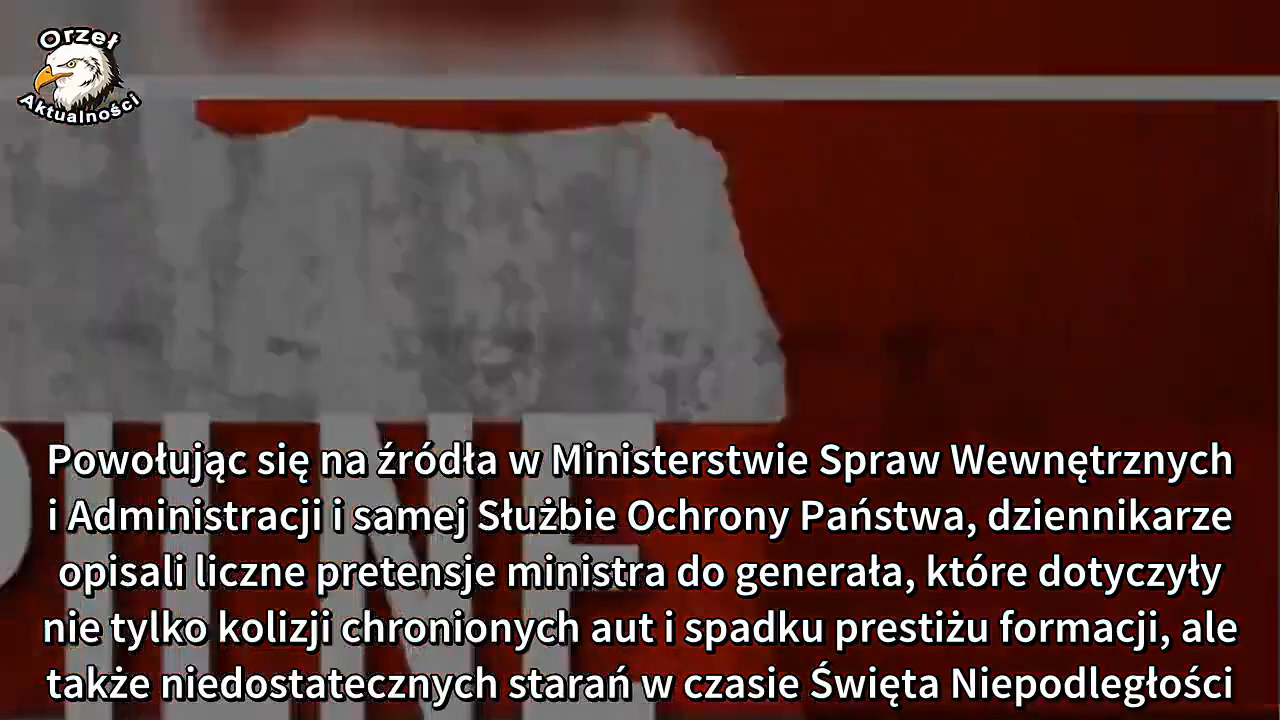 Orzeł
Aktualności
PILNE
Powołując się na źródła w Ministerstwie Spraw Wewnętrznych
i Administracji i samej Służbie Ochrony Państwa, dziennikarze
opisali liczne pretensje ministra do generała, które dotyczyły
nie tylko kolizji chronionych aut i spadku prestiżu formacji, ale
także niedostatecznych starań w czasie Święta Niepodległości